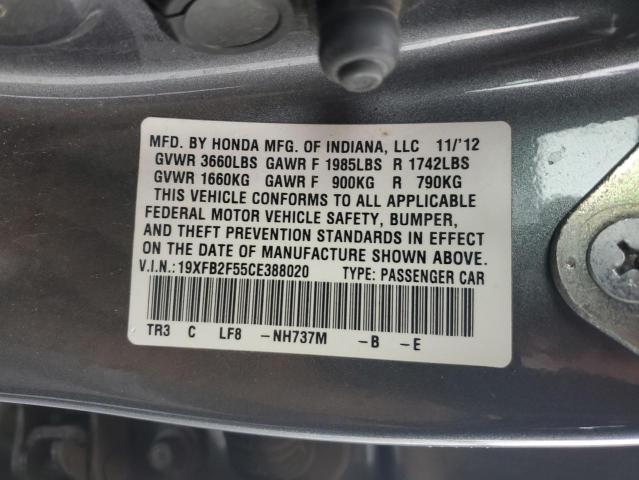 MFD. BY HONDA MFG. OF INDIANA, LLC 11/'12
GVWR 3660LBS GAWR F 1985LBS R 1742LBS
GVWR 1660KG GAWR F 900KG R 790KG
THIS VEHICLE CONFORMS TO ALL APPLICABLE
FEDERAL MOTOR VEHICLE SAFETY, BUMPER,
AND THEFT PREVENTION STANDARDS IN EFFECT
ON THE DATE OF MANUFACTURE SHOWN ABOVE.
V.I.N.: 19XFB2F55CE388020 TYPE: PASSENGER CAR
TR3 C LF8 -NH737M -B -E